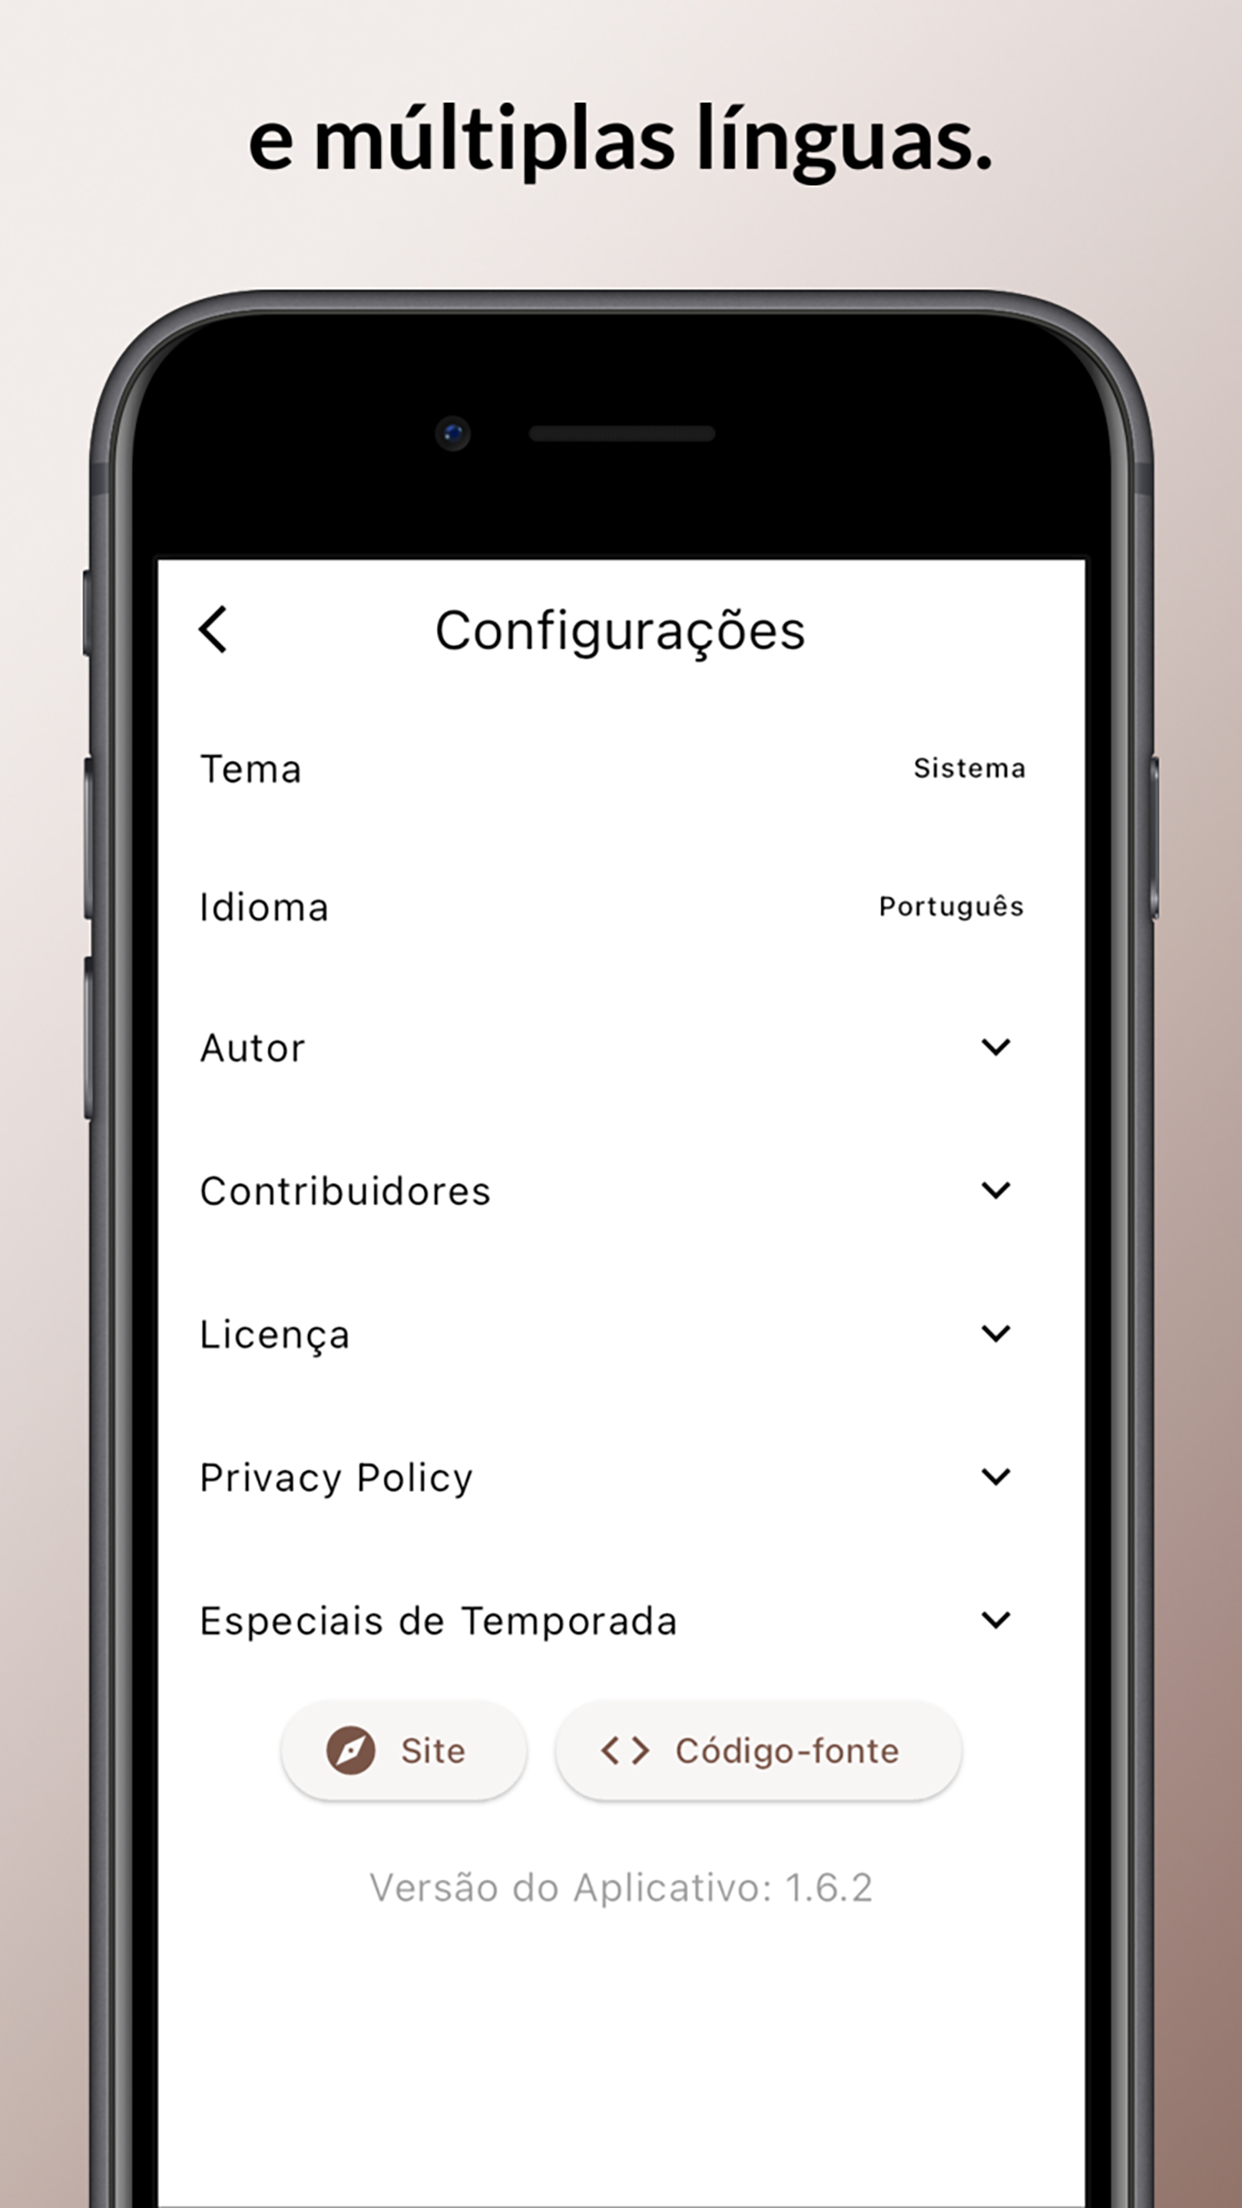 e múltiplas línguas.
Configurações
Tema
Sistema
Idioma
Português
Autor
Contribuidores
Licença
Privacy Policy
Especiais de Temporada
Site
Código-fonte
Versão do Aplicativo: 1.6.2